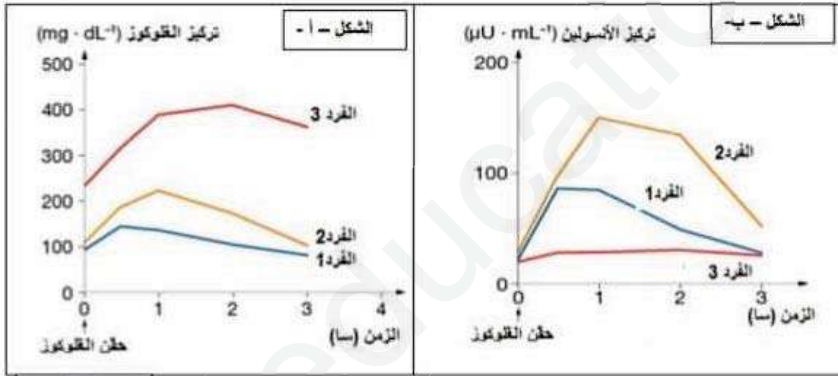 الشكل – أ -
تركيز الغلوكوز (mg · dL⁻¹)
500
400
300
200
100
0
الفرد 3
الفرد2
الفرد1
0 1 2 3 4
الزمن (سا)
حقن الغلوكوز
الشكل – ب-
تركيز الأنسولين (µU · mL⁻¹)
200
100
0
الفرد2
الفرد1
الفرد 3
0 1 2 3
الزمن (سا)
حقن الغلوكوز
educatio
educatio